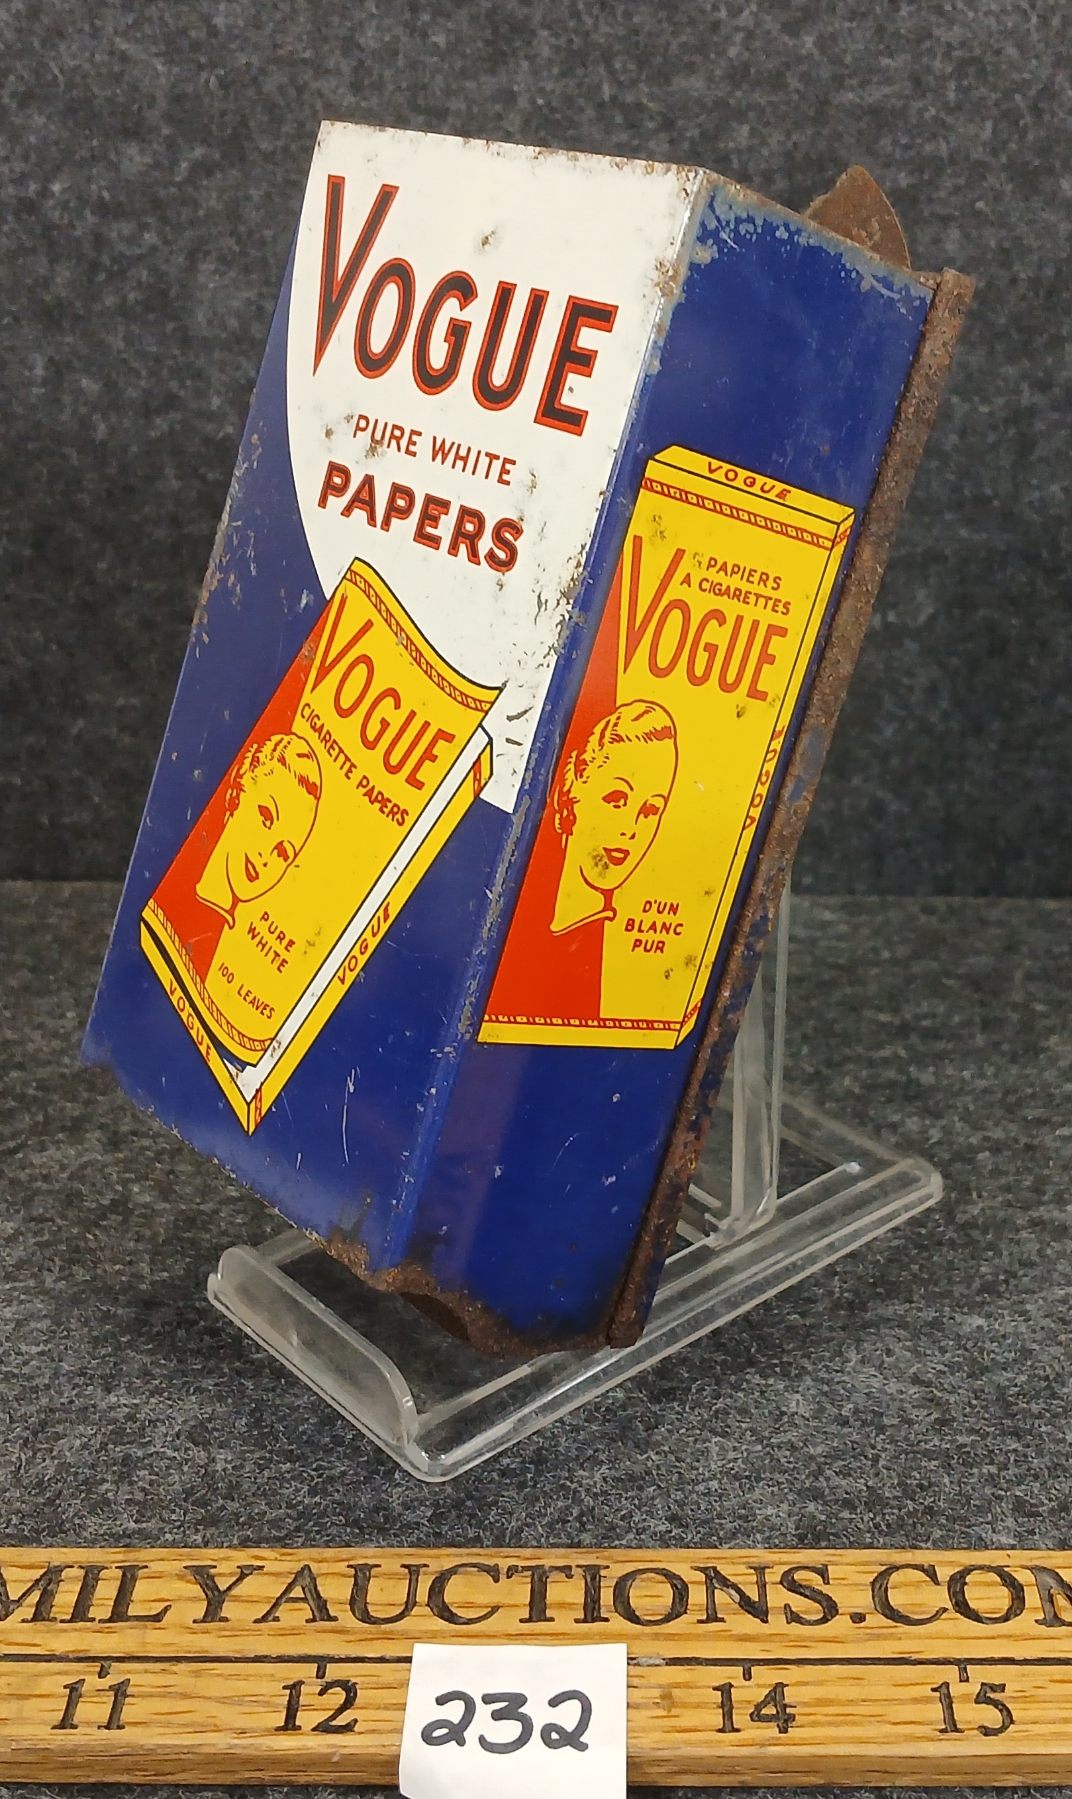 VOGUE
PURE WHITE
PAPERS
VOGUE
CIGARETTE PAPERS
PURE
WHITE
100 LEAVES
VOGUE
VOGUE
VOGUE
PAPIERS
A CIGARETTES
VOGUE
D'UN
BLANC
PUR
MILYAUCTIONS.COM
11 12 14 15
232